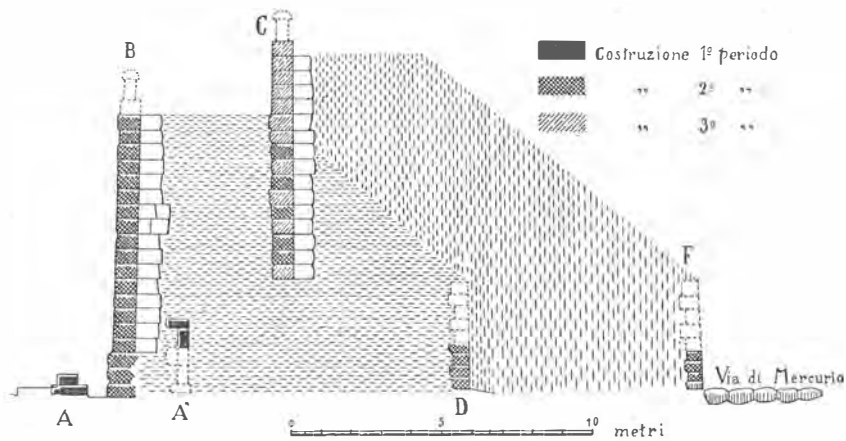 B
C
Costruzione 1º periodo
„ 2º „
„ 3º „
F
Via di Mercurio
A
A'
D
0 5 10
metri